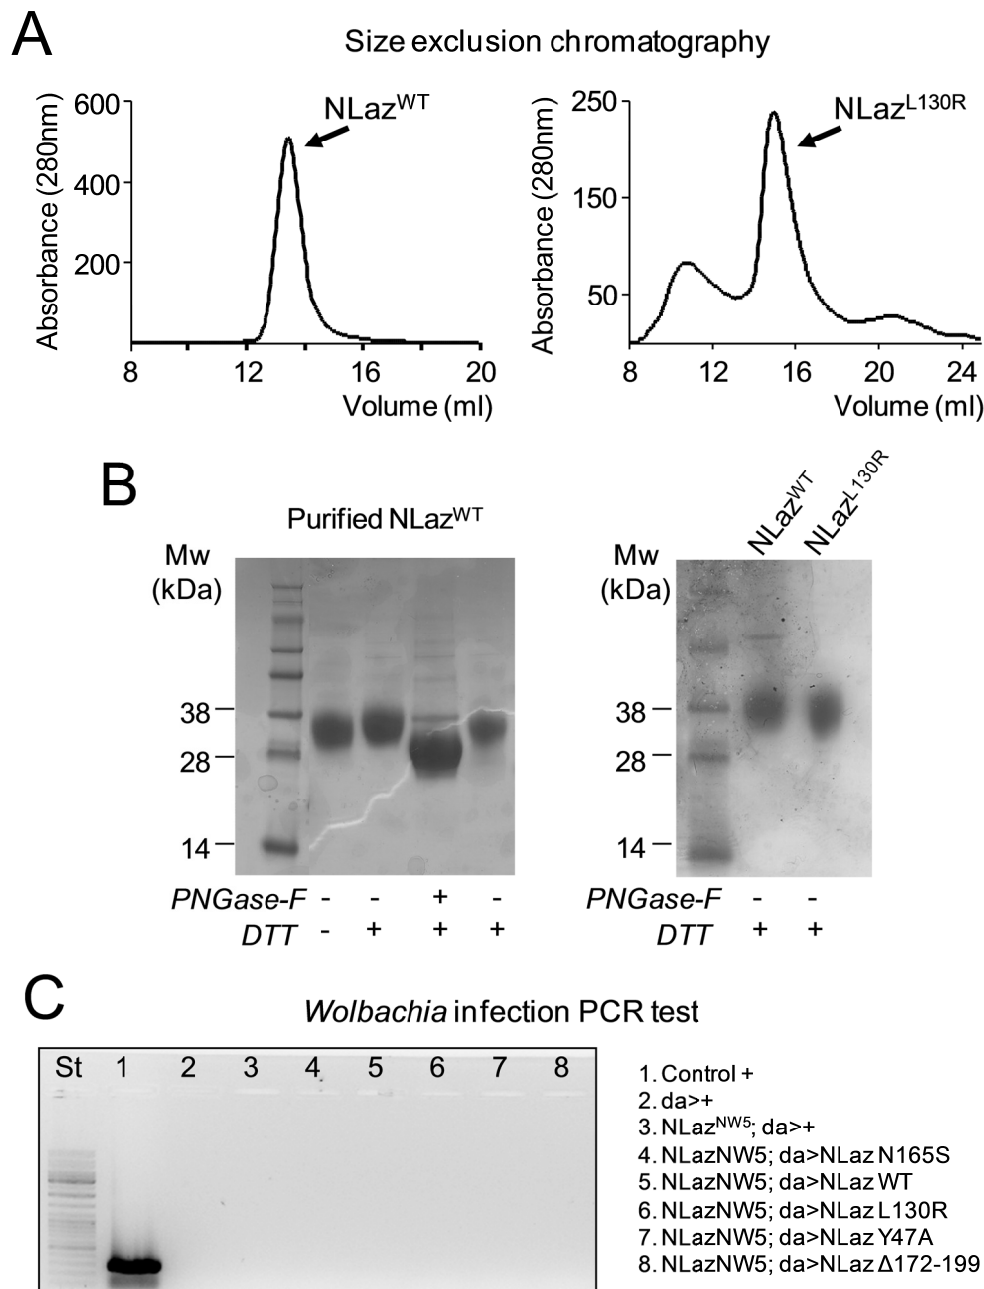 A
Size exclusion chromatography
NLazWT
NLazL130R
Absorbance (280nm)
600
400
200
8 12 16 20
Volume (ml)
Absorbance (280nm)
250
150
50
8 12 16 20 24
Volume (ml)
B
Purified NLazWT
Mw
(kDa)
38
28
14
PNGase-F - - + -
DTT - + + +
NLazWT
NLazL130R
Mw
(kDa)
38
28
14
PNGase-F - -
DTT + +
C
Wolbachia infection PCR test
St 1 2 3 4 5 6 7 8
1. Control +
2. da>+
3. NLazNW5; da>+
4. NLazNW5; da>NLaz N165S
5. NLazNW5; da>NLaz WT
6. NLazNW5; da>NLaz L130R
7. NLazNW5; da>NLaz Y47A
8. NLazNW5; da>NLaz Δ172-199